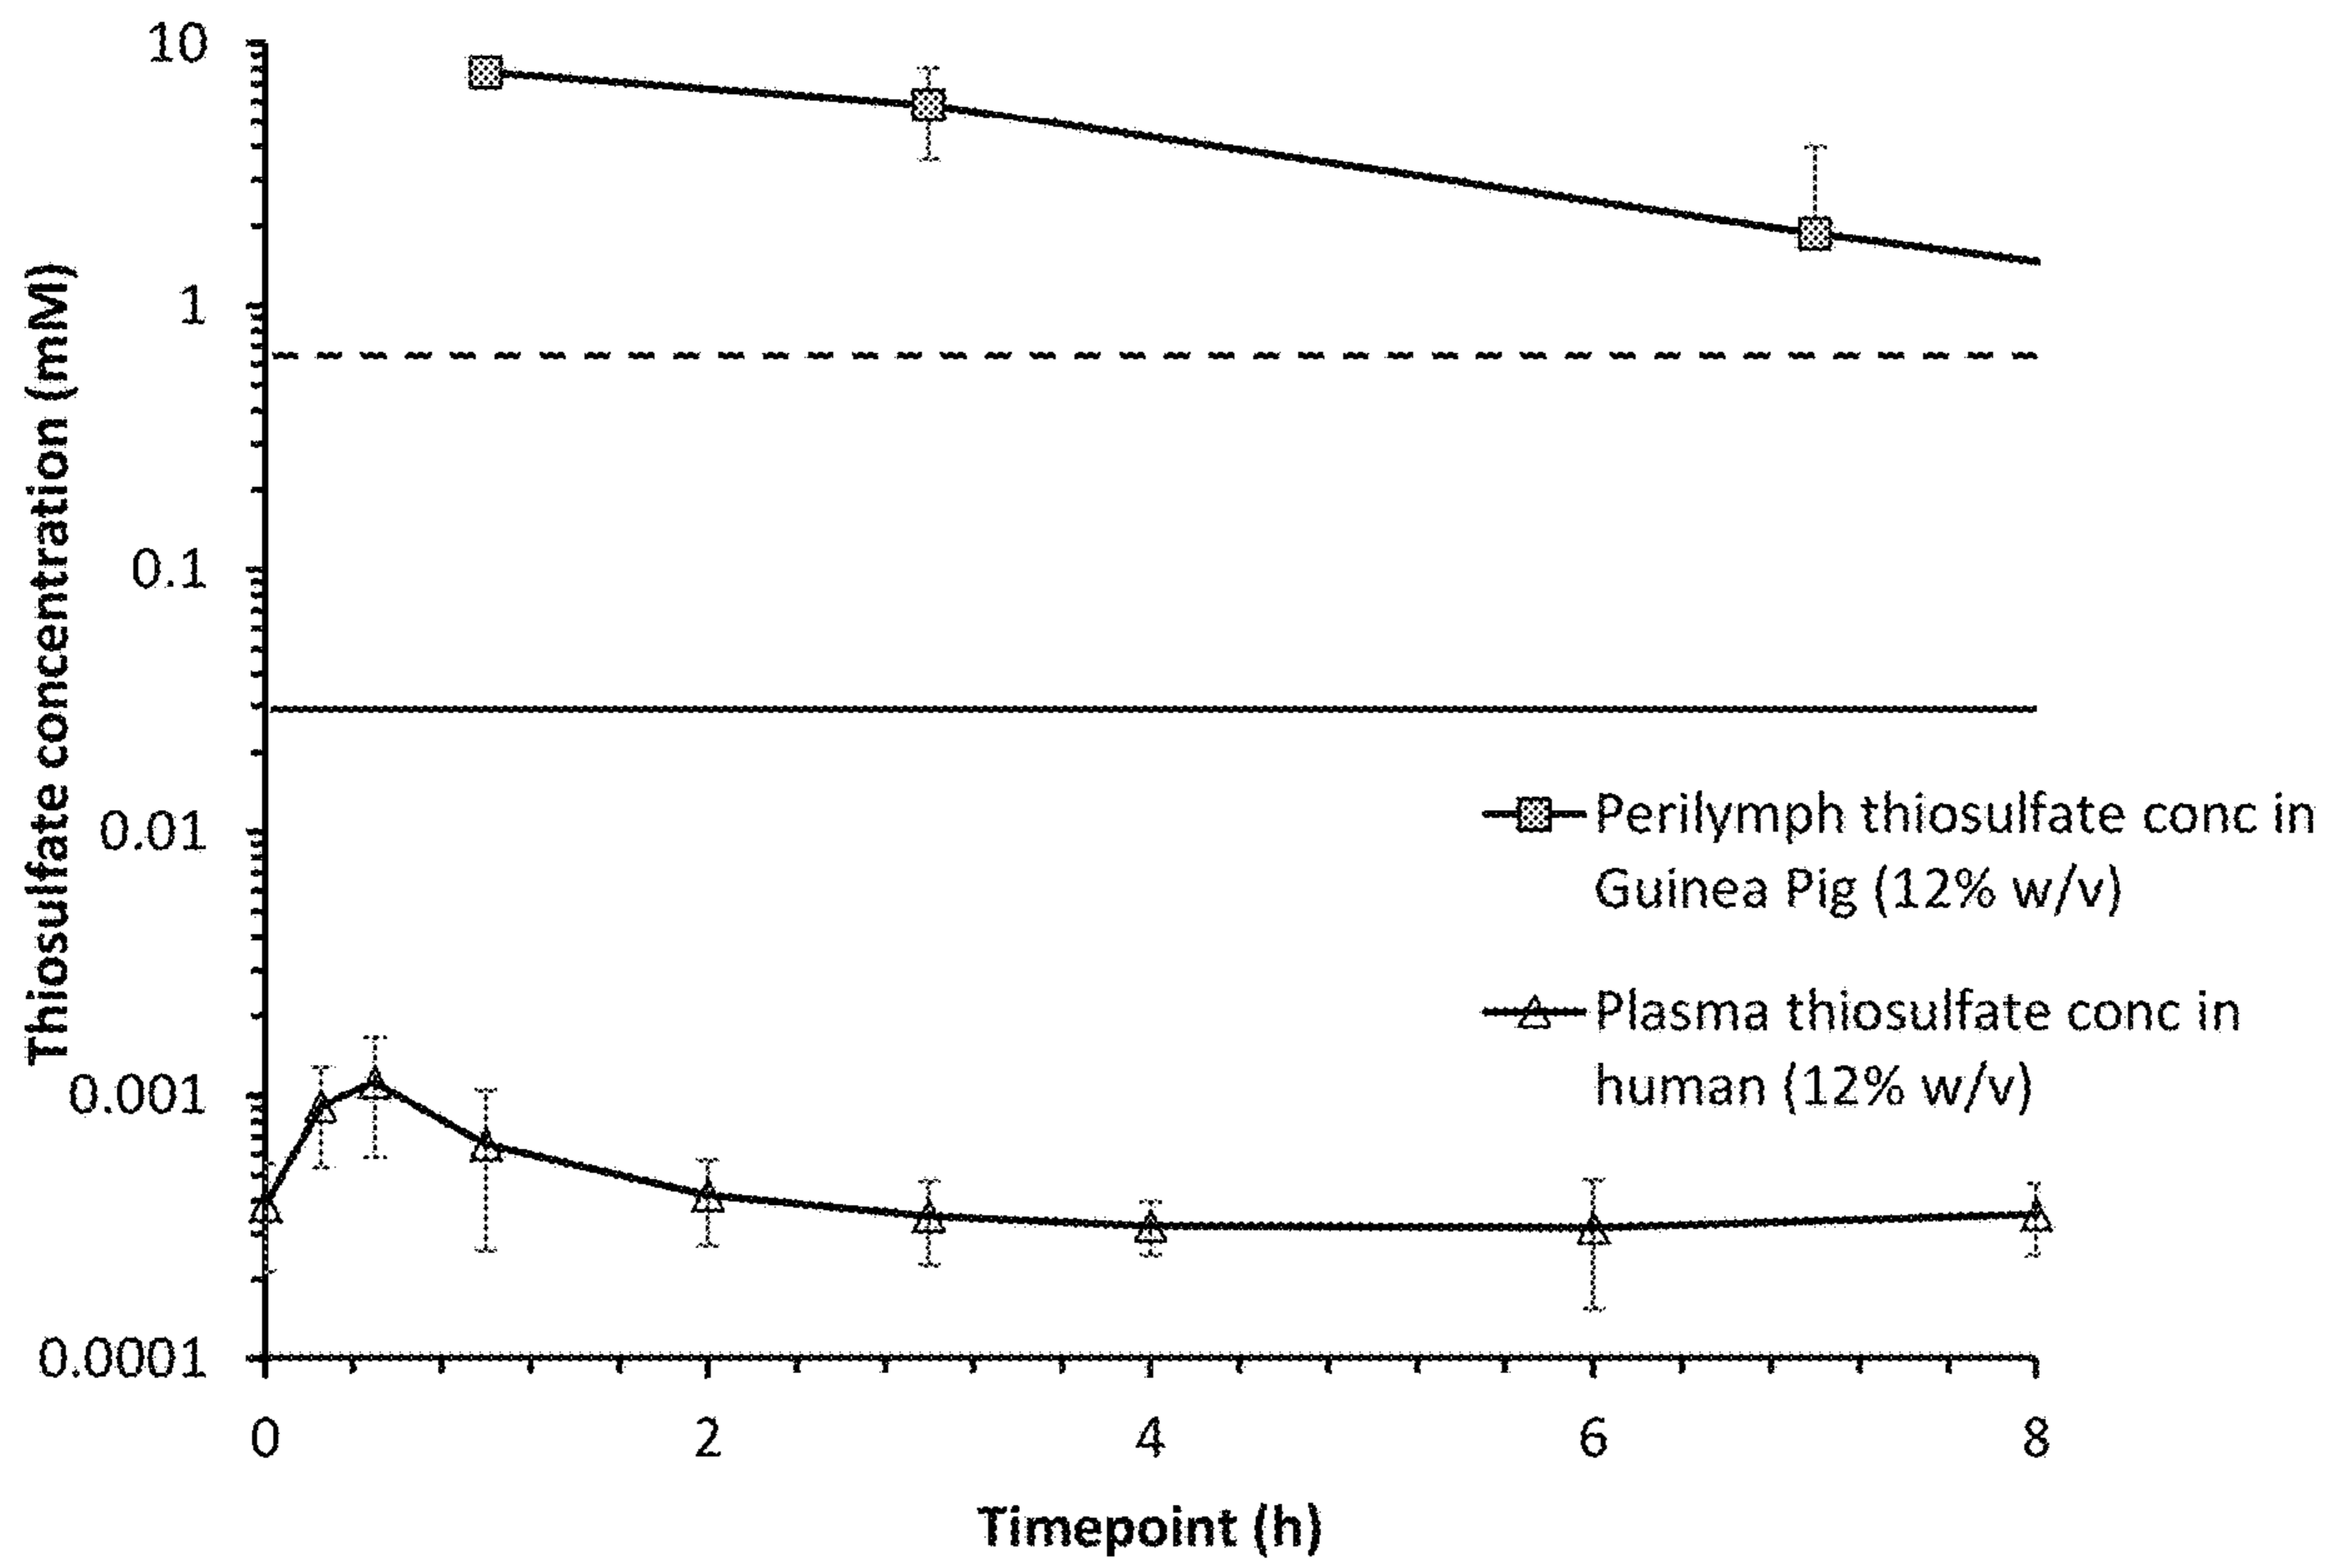 Thiosulfate concentration (mM)
10
1
0.1
0.01
0.001
0.0001
0
2
4
6
8
Timepoint (h)
Perilymph thiosulfate conc in
Guinea Pig (12% w/v)
Plasma thiosulfate conc in
human (12% w/v)